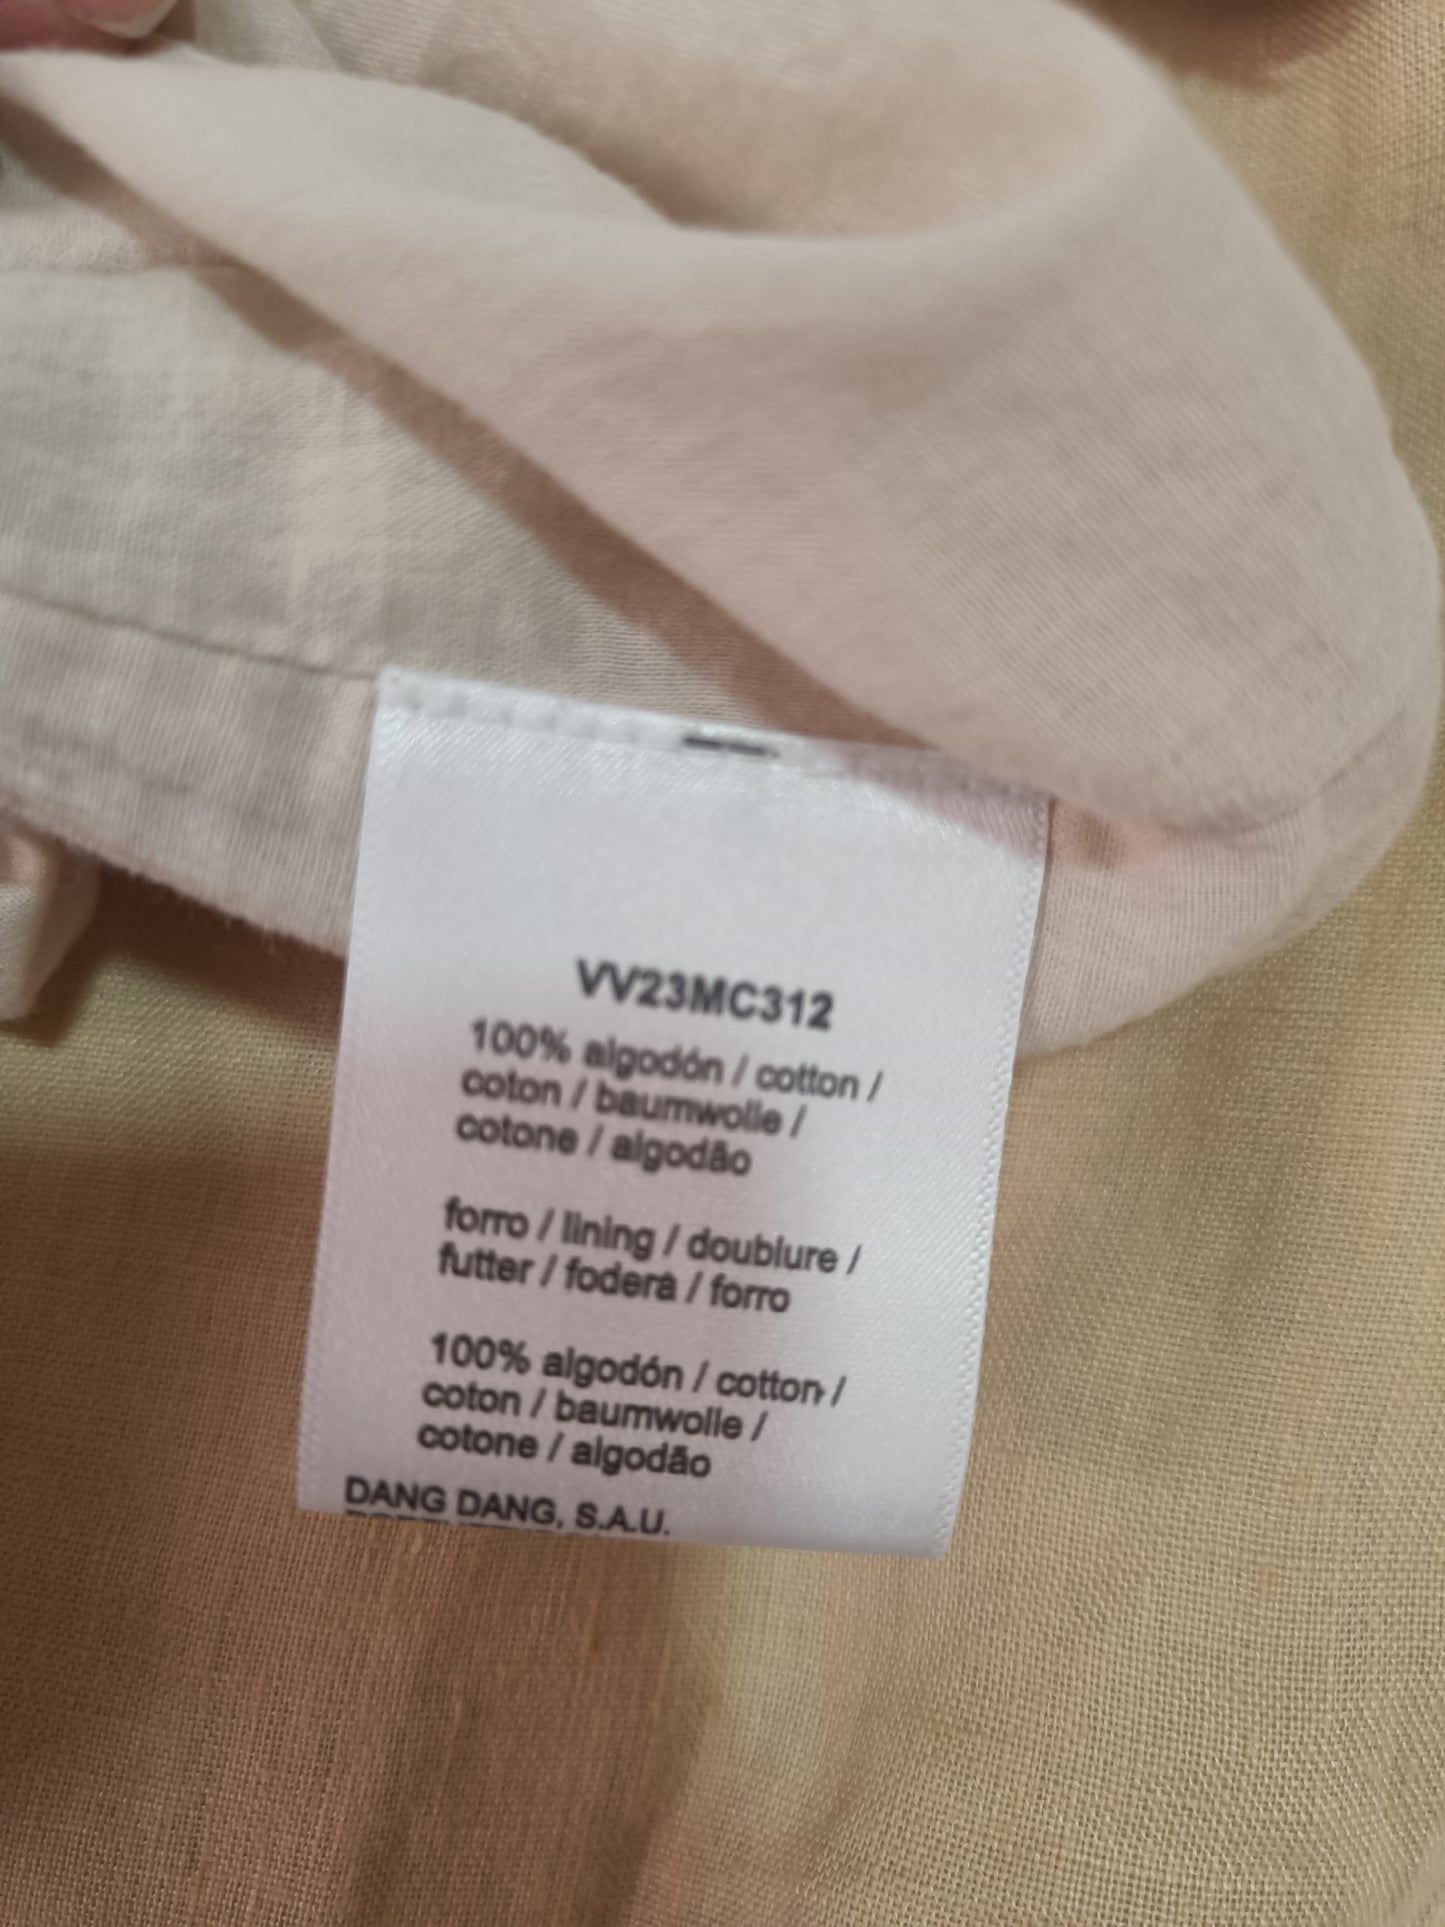 VV23MC312
100% algodón / cotton /
coton / baumwolle /
cotone / algodão
forro / lining / doublure /
futter / foderà / forro
100% algodón / cotton /
coton / baumwolle /
cotone / algodão
DANG DANG, S.A.U.